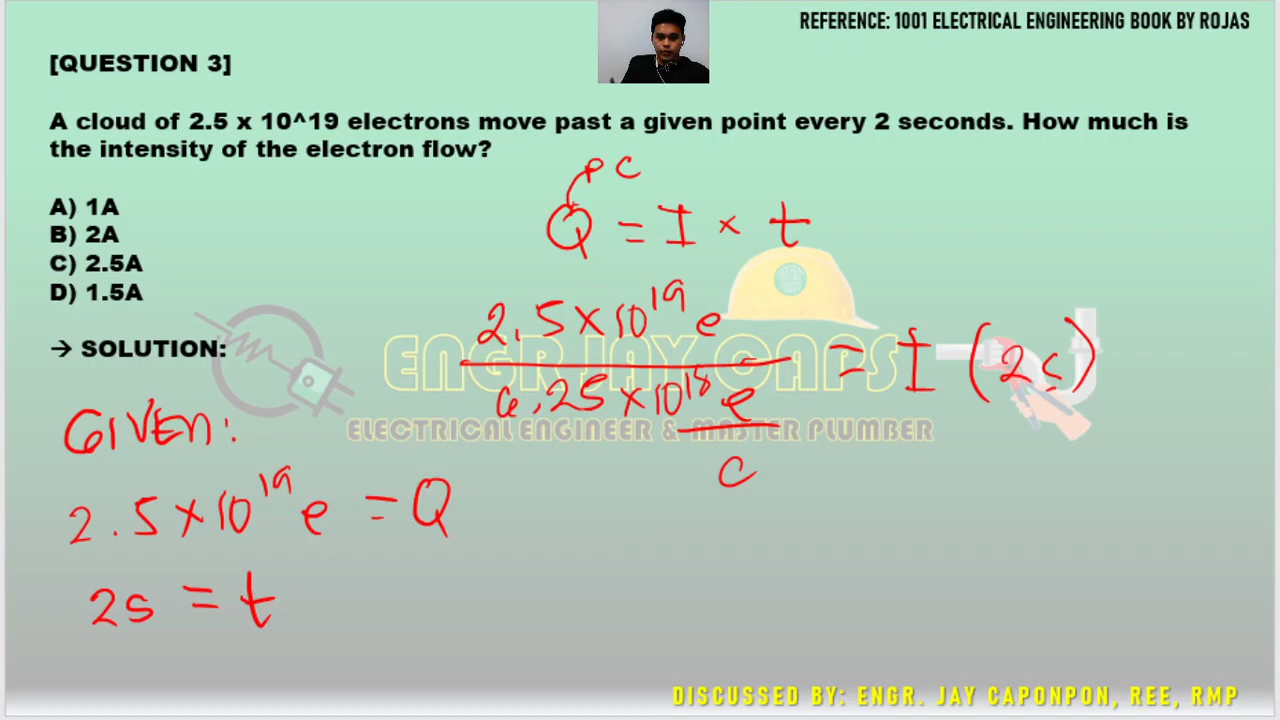 REFERENCE: 1001 ELECTRICAL ENGINEERING BOOK BY ROJAS
[QUESTION 3]
A cloud of 2.5 x 10^19 electrons move past a given point every 2 seconds. How much is
the intensity of the electron flow?
A) 1A
B) 2A
C) 2.5A
D) 1.5A
→ SOLUTION:
C
Q = I × t
2.5×10^19 e
6.25×10^18 e
C
= I (2s)
GIVEN:
2.5×10^19 e = Q
2s = t
ENGR JAY CAPS
ELECTRICAL ENGINEER & MASTER PLUMBER
DISCUSSED BY: ENGR. JAY CAPONPON, REE, RMP